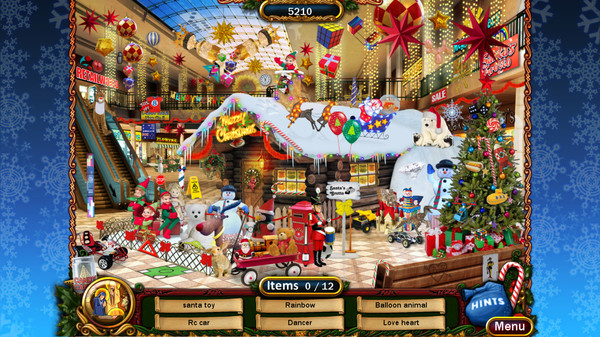 5210
SALE
Merry
Christmas
Santa's
Grotto
Items 0 / 12
santa toy
Rainbow
Balloon animal
Rc car
Dancer
Love heart
HINTS
Menu